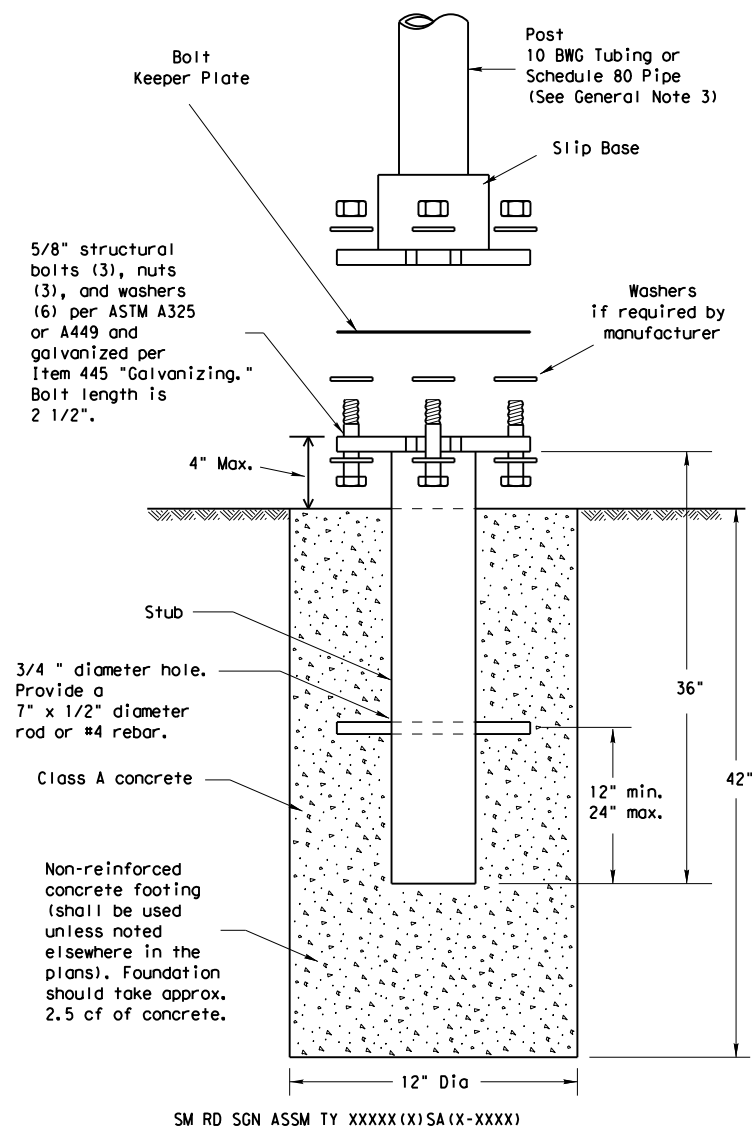 Post
10 BWG Tubing or
Schedule 80 Pipe
(See General Note 3)
Bolt
Keeper Plate
Slip Base
5/8" structural
bolts (3), nuts
(3), and washers
(6) per ASTM A325
or A449 and
galvanized per
Item 445 "Galvanizing."
Bolt length is
2 1/2".
Washers
if required by
manufacturer
4" Max.
Stub
3/4 " diameter hole.
Provide a
7" x 1/2" diameter
rod or #4 rebar.
36"
Class A concrete
12" min.
24" max.
42"
Non-reinforced
concrete footing
(shall be used
unless noted
elsewhere in the
plans). Foundation
should take approx.
2.5 cf of concrete.
12" Dia
SM RD SGN ASSM TY XXXXX(X)SA(X-XXXX)